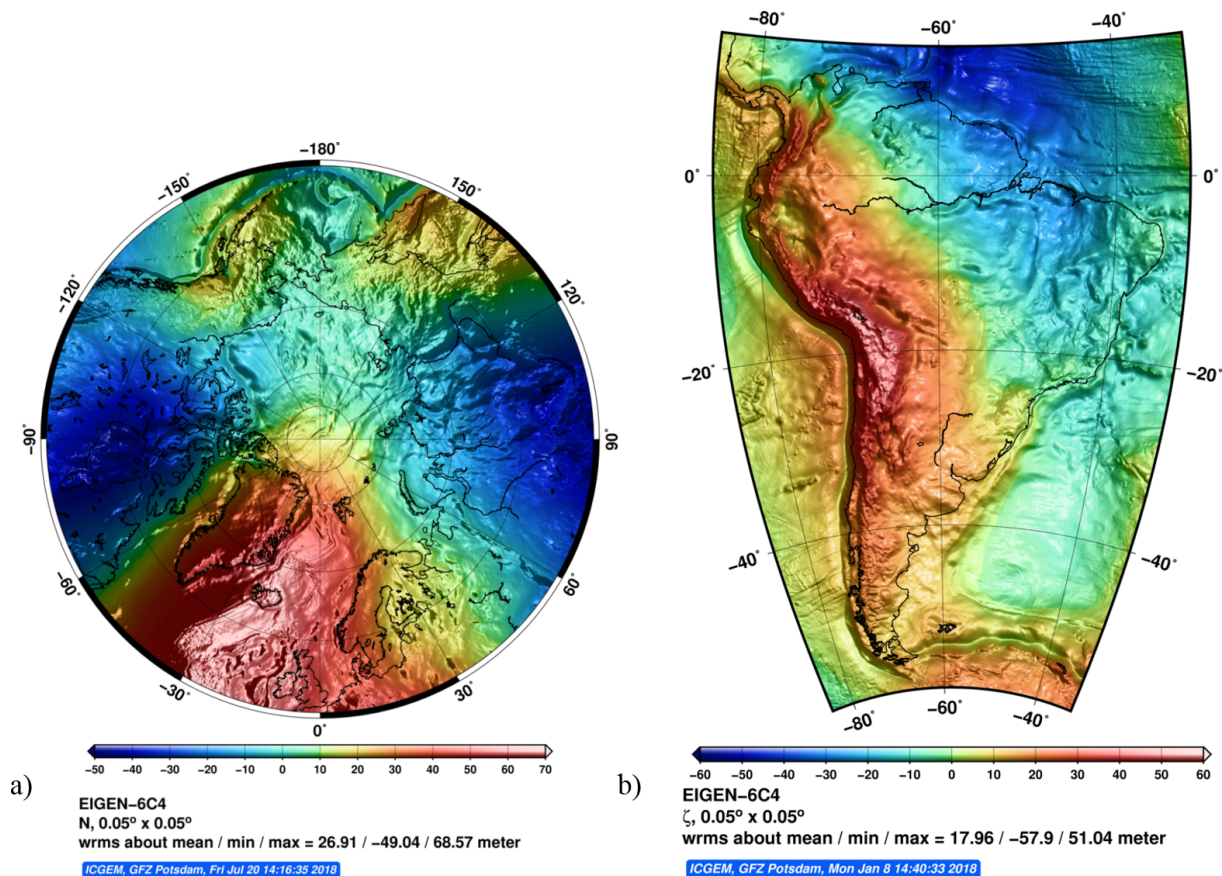 −180°
−150°
150°
−120°
120°
−90°
90°
−60°
60°
−30°
30°
0°
−50 −40 −30 −20 −10 0 10 20 30 40 50 60 70
a)
EIGEN−6C4
N, 0.05° x 0.05°
wrms about mean / min / max = 26.91 / −49.04 / 68.57 meter
ICGEM, GFZ Potsdam, Fri Jul 20 14:16:35 2018
−80° −60° −40°
0° 0°
−20° −20°
−40° −40°
−80° −60° −40°
−60 −50 −40 −30 −20 −10 0 10 20 30 40 50 60
b)
EIGEN−6C4
ζ, 0.05° x 0.05°
wrms about mean / min / max = 17.96 / −57.9 / 51.04 meter
ICGEM, GFZ Potsdam, Mon Jan 8 14:40:33 2018